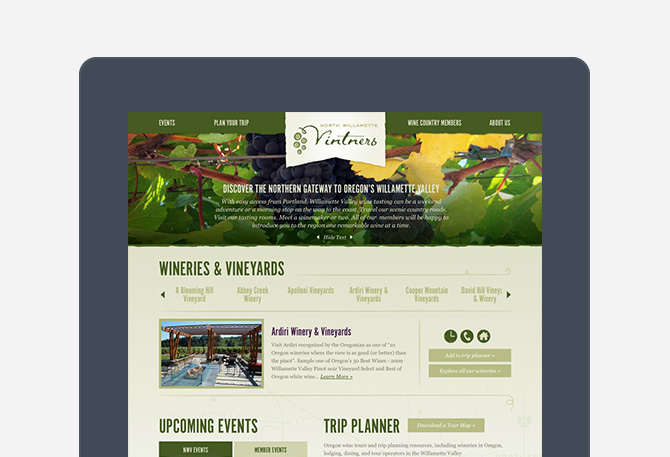 EVENTS
PLAN YOUR TRIP
NORTH WILLAMETTE
Vintners
WINE COUNTRY MEMBERS
ABOUT US
DISCOVER THE NORTHERN GATEWAY TO OREGON'S WILLAMETTE VALLEY
With easy access from Portland, Willamette Valley wine tasting can be a weekend
adventure or a morning stop on the way to the coast. Travel our scenic country roads.
Visit our tasting rooms. Meet a winemaker or two. All of our members will be happy to
introduce you to the region one remarkable wine at a time.
Hide Text
WINERIES & VINEYARDS
A Blooming Hill
Vineyard
Abbey Creek
Winery
Apolloni Vineyards
Ardiri Winery &
Vineyards
Cooper Mountain
Vineyards
David Hill Vineya
& Winery
Ardiri Winery & Vineyards
Visit Ardiri recognized by the Oregonian as one of "10
Oregon wineries where the view is as good (or better) than
the pinot". Sample one of Oregon's 50 Best Wines - 2009
Willamette Valley Pinot noir Vineyard Select and Best of
Oregon white wine... Learn More »
Add to trip planner »
Explore all our wineries »
UPCOMING EVENTS
NWV EVENTS
MEMBER EVENTS
TRIP PLANNER
Download a Tour Map »
Oregon wine tours and trip planning resources, including wineries in Oregon,
lodging, dining, and tour operators in the Willamette Valley